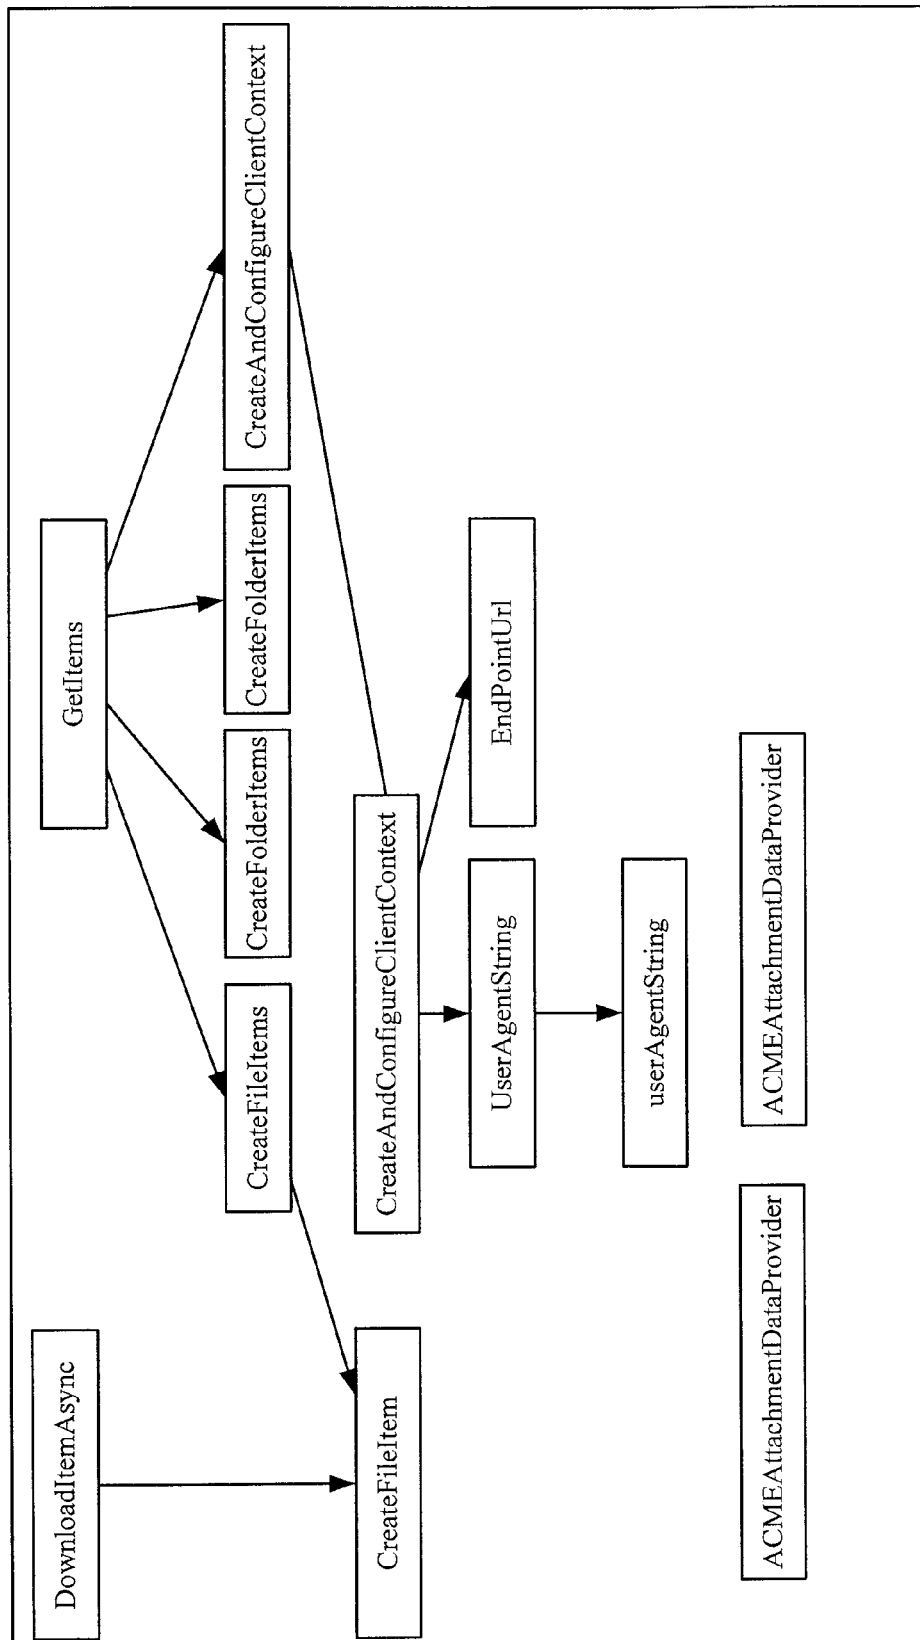 DownloadItemAsync
GetItems
CreateFileItems
CreateFolderItems
CreateFolderItems
CreateAndConfigureClientContext
CreateFileItem
CreateAndConfigureClientContext
UserAgentString
EndPointUrl
userAgentString
ACMEAttachmentDataProvider
ACMEAttachmentDataProvider